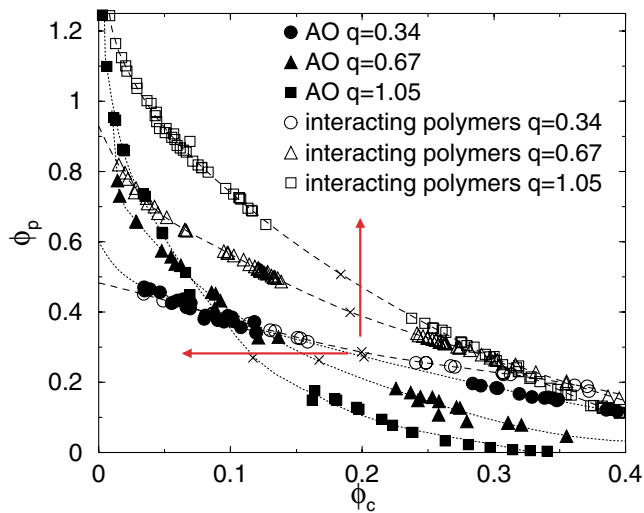 1.2
1
0.8
0.6
0.4
0.2
0
ϕp
AO q=0.34
AO q=0.67
AO q=1.05
interacting polymers q=0.34
interacting polymers q=0.67
interacting polymers q=1.05
0 0.1 0.2 0.3 0.4
ϕc